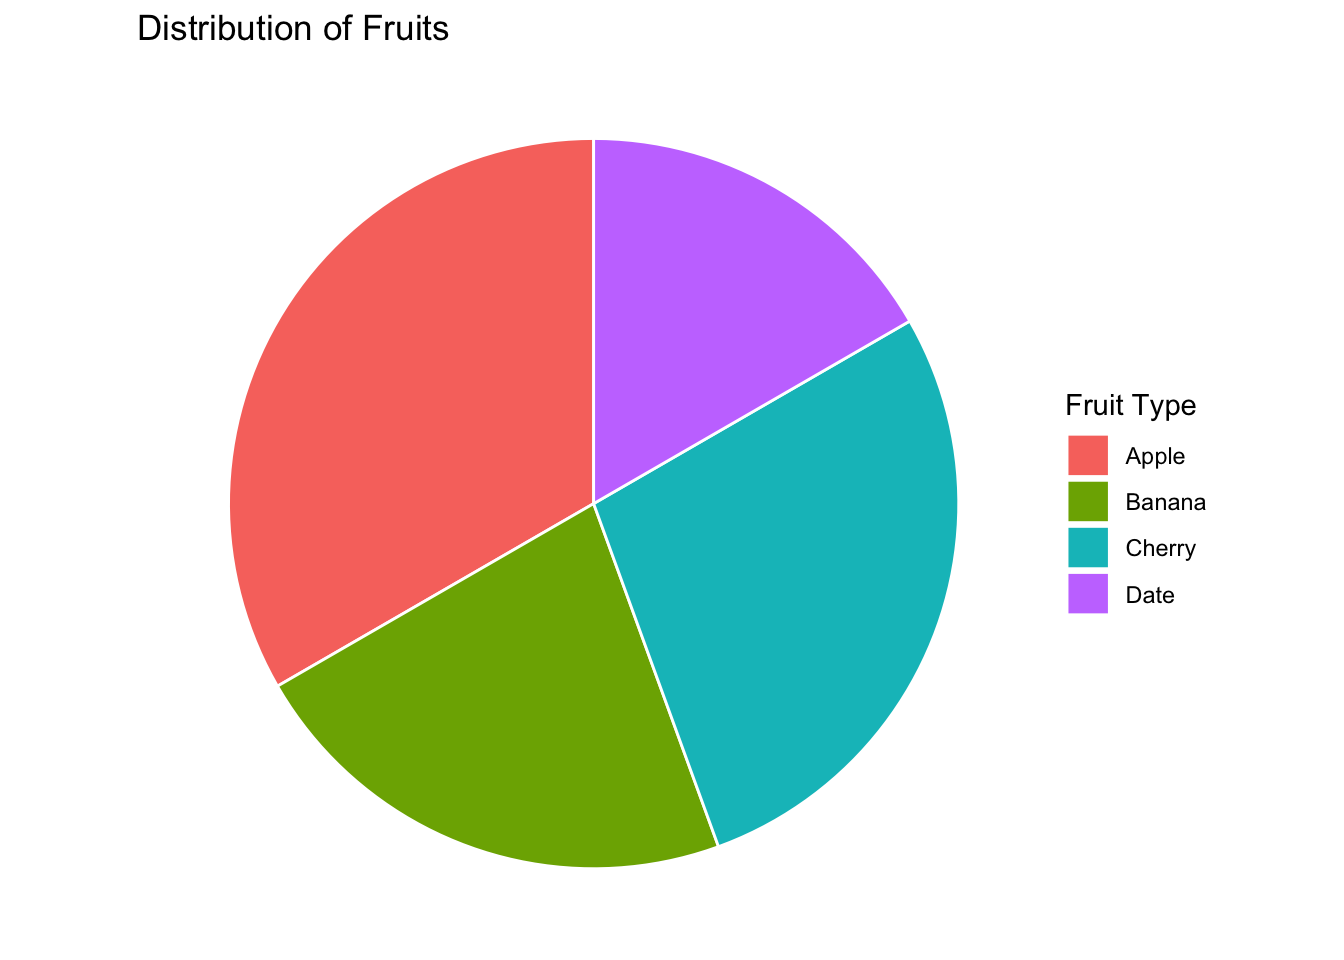 Distribution of Fruits
Fruit Type
Apple
Banana
Cherry
Date